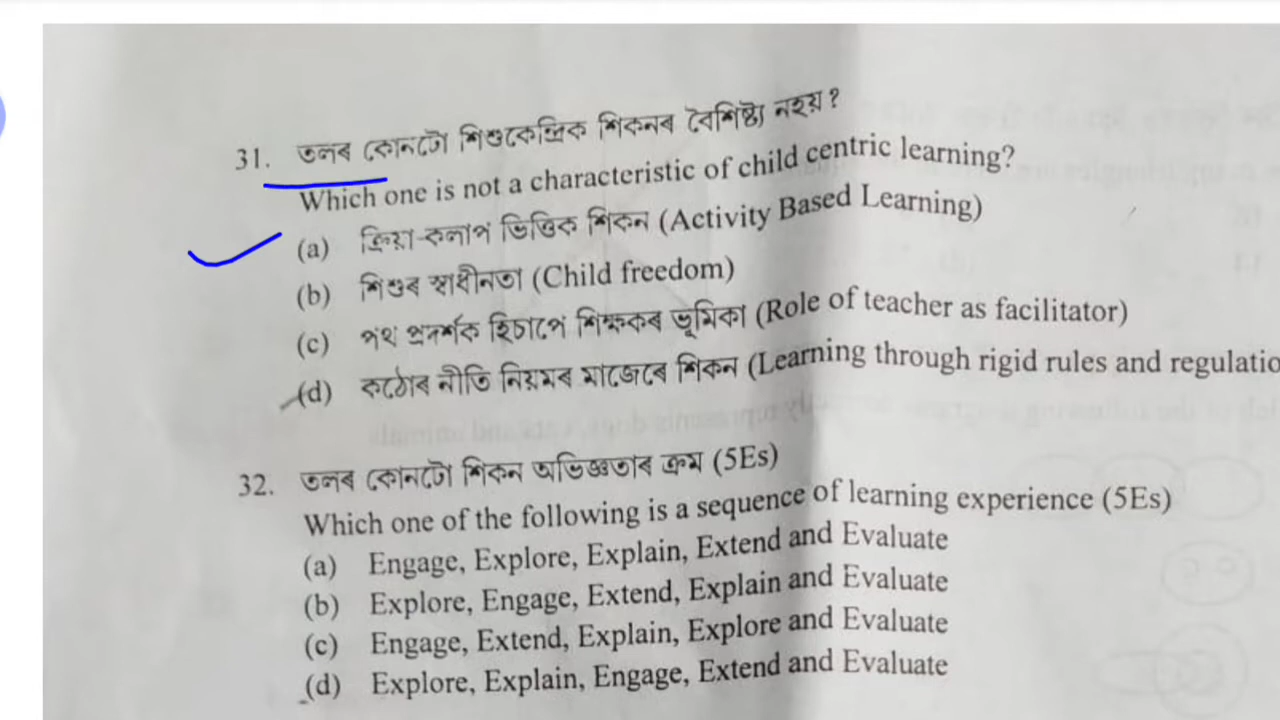 31. তলৰ কোনটো শিশুকেন্দ্ৰিক শিকনৰ বৈশিষ্ট্য নহয় ?
Which one is not a characteristic of child centric learning?
(a) ক্ৰিয়া-কলাপ ভিত্তিক শিকন (Activity Based Learning)
(b) শিশুৰ স্বাধীনতা (Child freedom)
(c) পথ প্ৰদৰ্শক হিচাপে শিক্ষকৰ ভূমিকা (Role of teacher as facilitator)
(d) কঠোৰ নীতি নিয়মৰ মাজেৰে শিকন (Learning through rigid rules and regulatio
32. তলৰ কোনটো শিকন অভিজ্ঞতাৰ ক্ৰম (5Es)
Which one of the following is a sequence of learning experience (5Es)
(a) Engage, Explore, Explain, Extend and Evaluate
(b) Explore, Engage, Extend, Explain and Evaluate
(c) Engage, Extend, Explain, Explore and Evaluate
(d) Explore, Explain, Engage, Extend and Evaluate